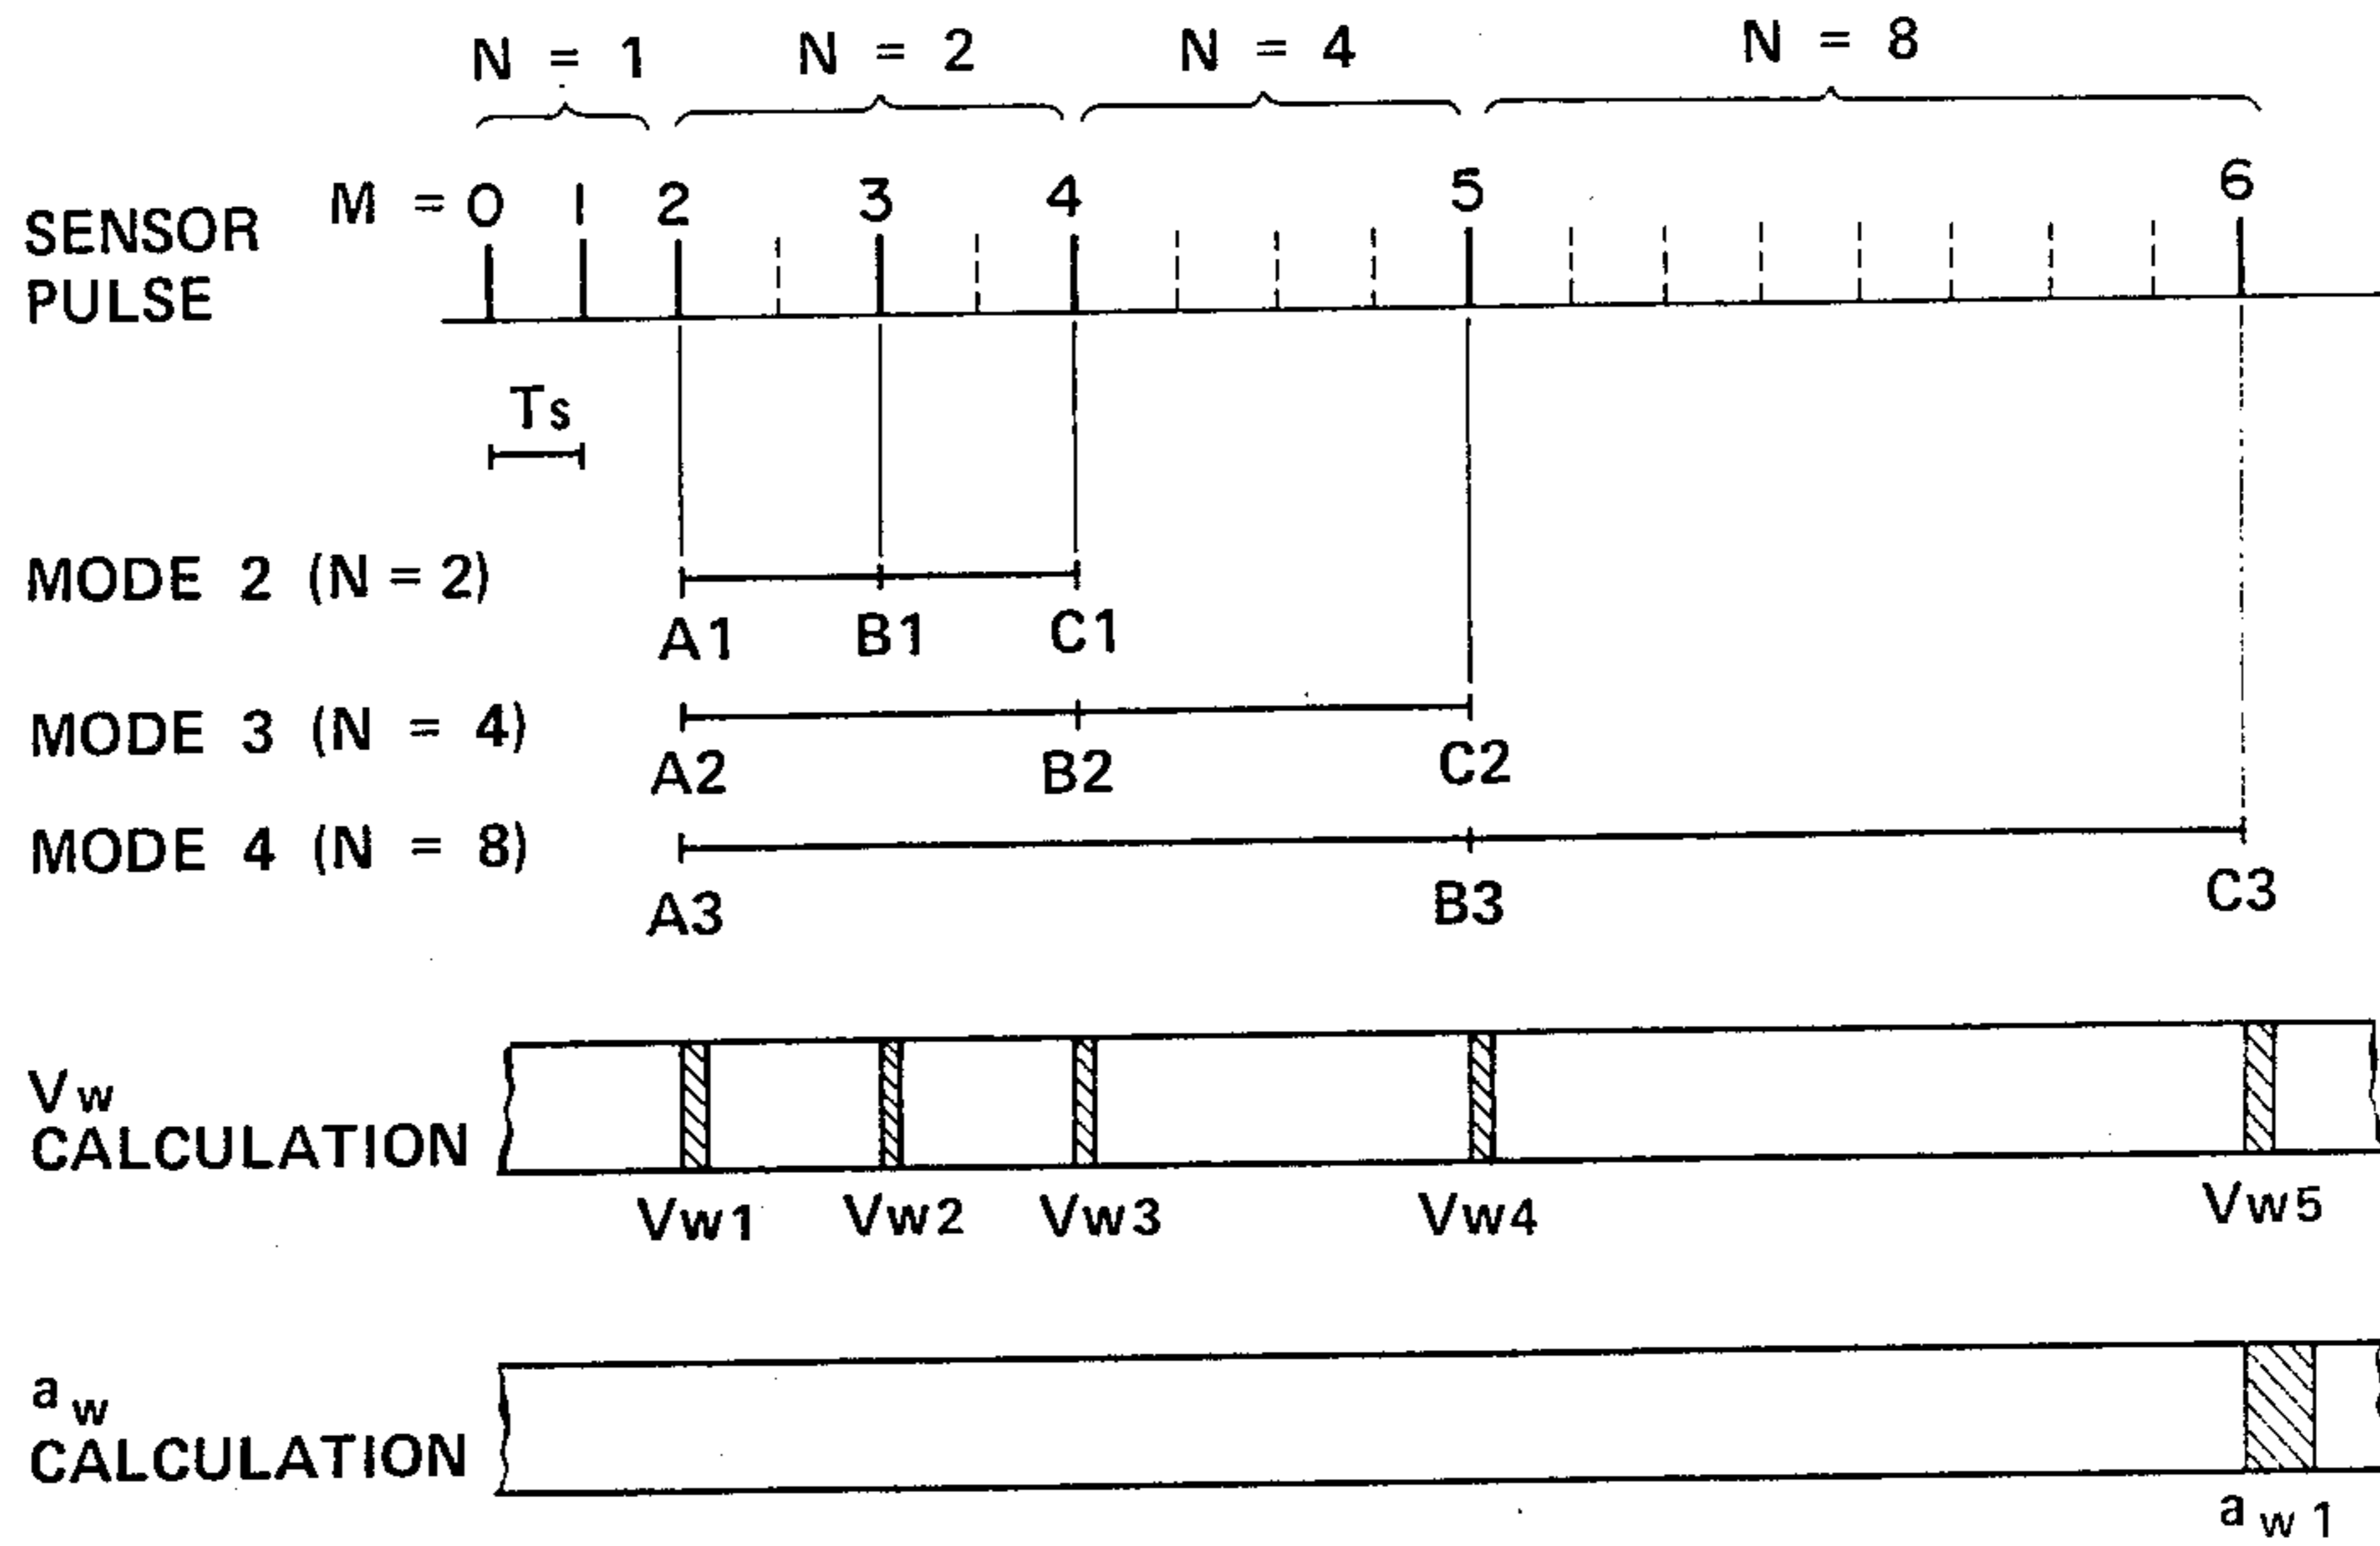 N = 1 N = 2 N = 4 N = 8
SENSOR PULSE M = 0 1 2 3 4 5 6
Ts
MODE 2 (N = 2)
A1 B1 C1
MODE 3 (N = 4)
A2 B2 C2
MODE 4 (N = 8)
A3 B3 C3
Vw
CALCULATION
Vw1 Vw2 Vw3 Vw4 Vw5
aw
CALCULATION
aw1